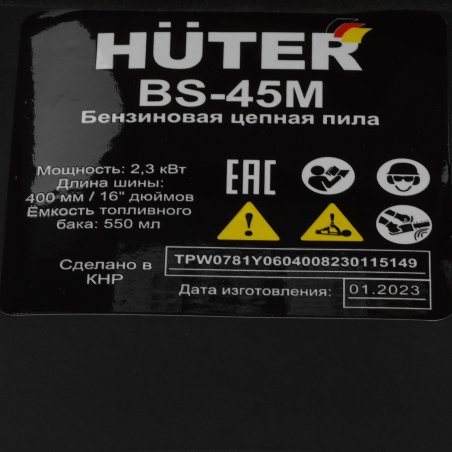 HÜTER
BS-45M
Бензиновая цепная пила
Мощность: 2,3 кВт
Длина шины:
400 мм / 16" дюймов
Ёмкость топливного
бака: 550 мл
EAC
Сделано в
КНР
TPW0781Y0604008230115149
Дата изготовления:
01.2023